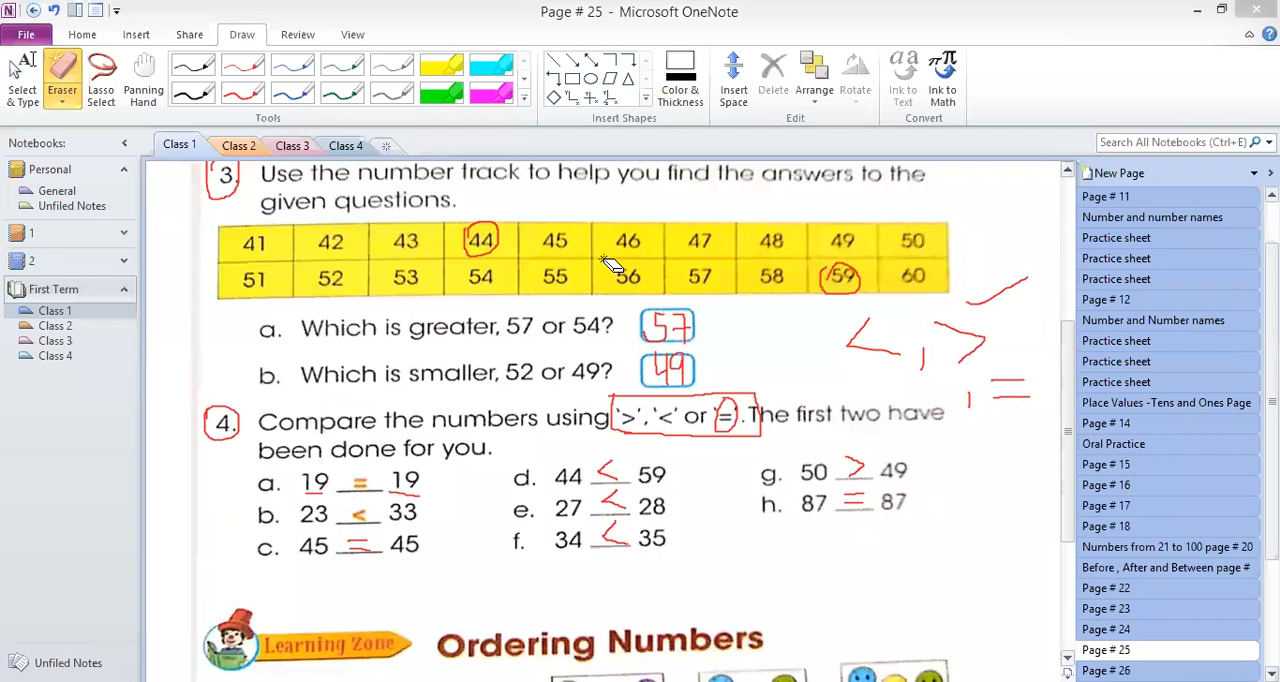 Page # 25 - Microsoft OneNote
File Home Insert Share Draw Review View
Select & Type Eraser Lasso Select Panning Hand
Color & Thickness
Insert Space Delete Arrange Rotate
Ink to Text Ink to Math
Tools Insert Shapes Edit Convert
Notebooks:
Class 1 Class 2 Class 3 Class 4
Search All Notebooks (Ctrl+E)
Personal
General
Unfiled Notes
1
2
First Term
Class 1
Class 2
Class 3
Class 4
Unfiled Notes
3. Use the number track to help you find the answers to the
given questions.
41 42 43 44 45 46 47 48 49 50
51 52 53 54 55 56 57 58 59 60
a. Which is greater, 57 or 54? 57
b. Which is smaller, 52 or 49? 49
< , >
, =
4. Compare the numbers using '>', '<' or '='. The first two have
been done for you.
a. 19 = 19 d. 44 < 59 g. 50 > 49
b. 23 < 33 e. 27 < 28 h. 87 = 87
c. 45 = 45 f. 34 < 35
Learning Zone Ordering Numbers
New Page
Page # 11
Number and number names
Practice sheet
Practice sheet
Practice sheet
Page # 12
Number and Number names
Practice sheet
Practice sheet
Practice sheet
Place Values -Tens and Ones Page
Page # 14
Oral Practice
Page # 15
Page # 16
Page # 17
Page # 18
Numbers from 21 to 100 page # 20
Before , After and Between page #
Page # 22
Page # 23
Page # 24
Page # 25
Page # 26